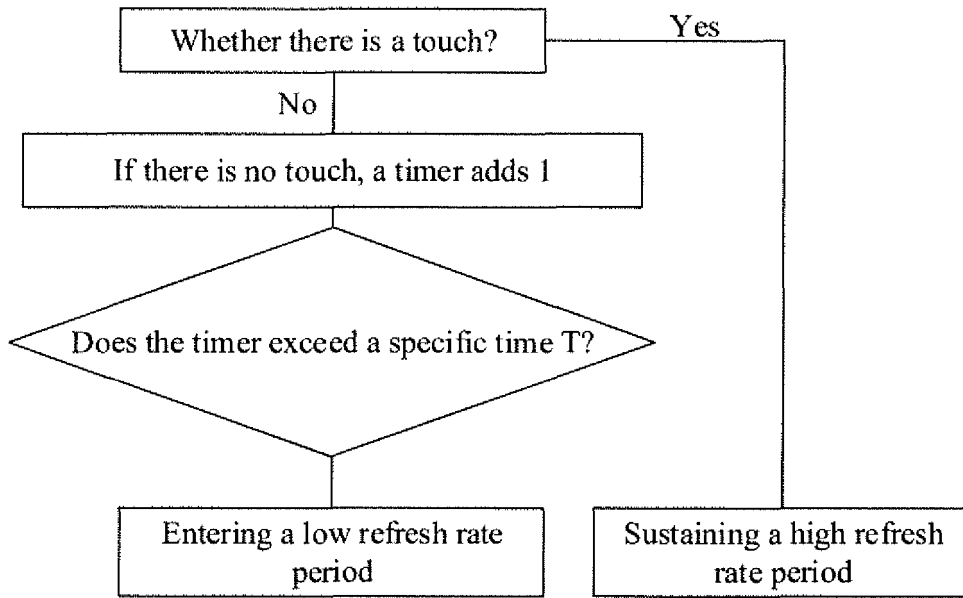 Whether there is a touch?
Yes
No
If there is no touch, a timer adds 1
Does the timer exceed a specific time T?
Entering a low refresh rate
period
Sustaining a high refresh
rate period